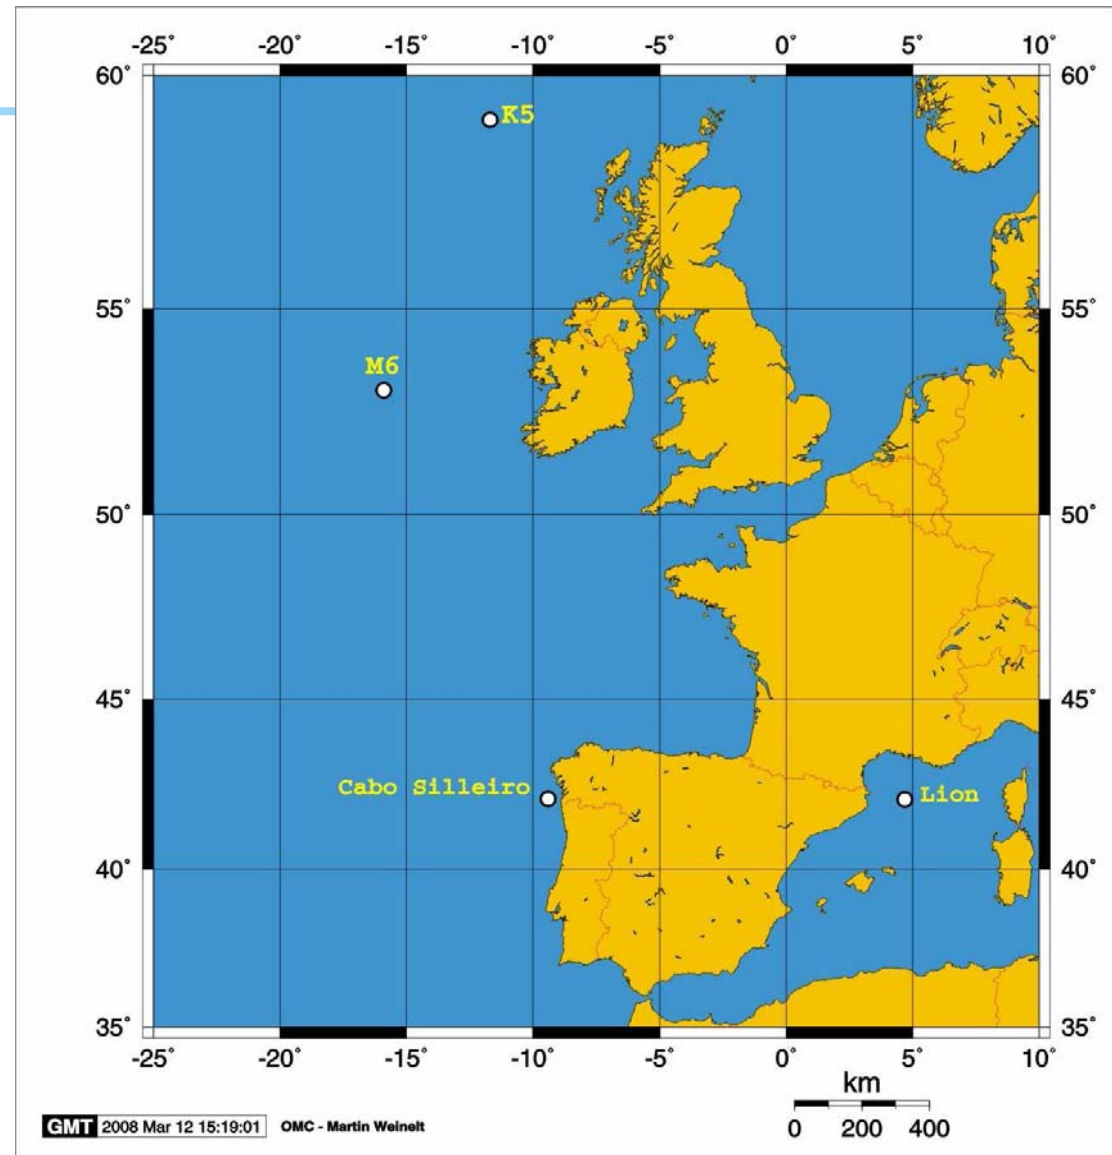 -25° -20° -15° -10° -5° 0° 5° 10°
60° 60°
K5
55° 55°
M6
50° 50°
45° 45°
Cabo Silleiro
Lion
40° 40°
35° 35°
-25° -20° -15° -10° -5° 0° 5° 10°
km
0 200 400
GMT 2008 Mar 12 15:19:01 OMC - Martin Weinelt